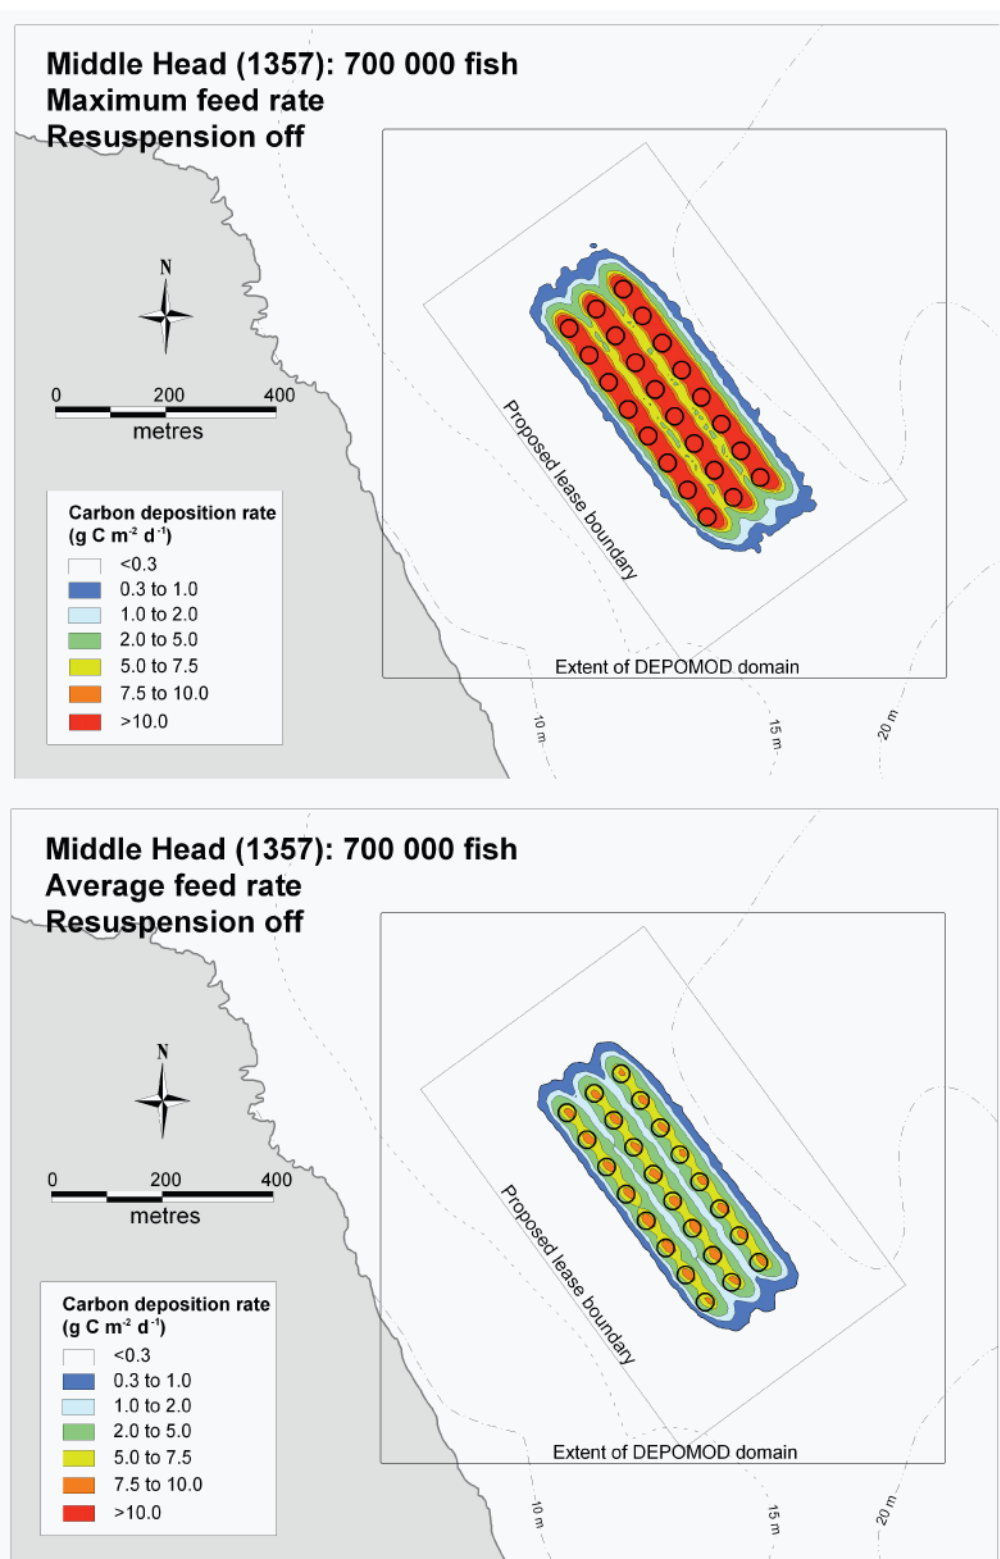 Middle Head (1357): 700 000 fish
Maximum feed rate
Resuspension off
N
0 200 400
metres
Proposed lease boundary
Carbon deposition rate
(g C m⁻² d⁻¹)
<0.3
0.3 to 1.0
1.0 to 2.0
2.0 to 5.0
5.0 to 7.5
7.5 to 10.0
>10.0
Extent of DEPOMOD domain
10 m
15 m
20 m
Middle Head (1357): 700 000 fish
Average feed rate
Resuspension off
N
0 200 400
metres
Proposed lease boundary
Carbon deposition rate
(g C m⁻² d⁻¹)
<0.3
0.3 to 1.0
1.0 to 2.0
2.0 to 5.0
5.0 to 7.5
7.5 to 10.0
>10.0
Extent of DEPOMOD domain
10 m
15 m
20 m